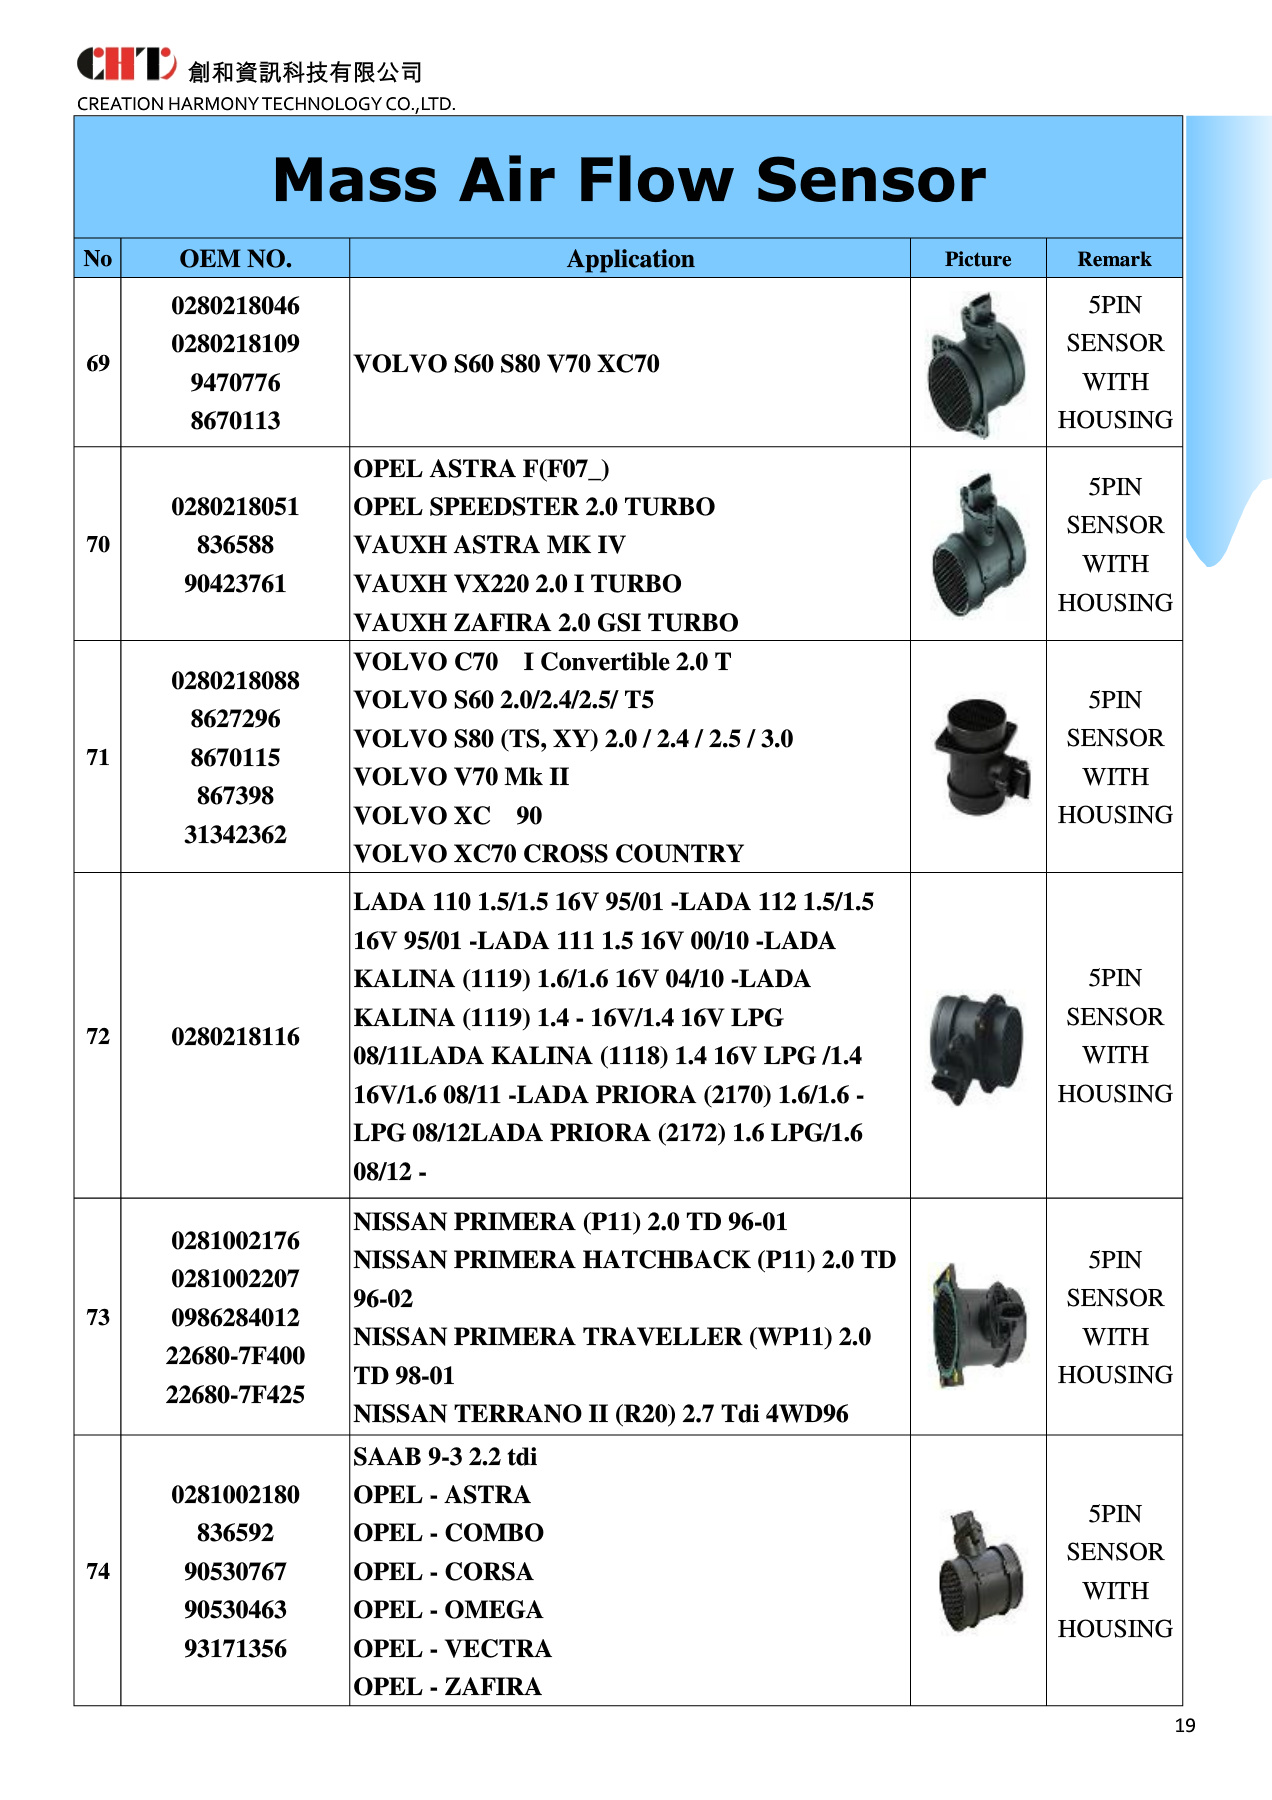 CHT 創和資訊科技有限公司
CREATION HARMONY TECHNOLOGY CO.,LTD.
Mass Air Flow Sensor
No OEM NO. Application Picture Remark
69
0280218046
0280218109
9470776
8670113
VOLVO S60 S80 V70 XC70
5PIN
SENSOR
WITH
HOUSING
70
0280218051
836588
90423761
OPEL ASTRA F(F07_)
OPEL SPEEDSTER 2.0 TURBO
VAUXH ASTRA MK IV
VAUXH VX220 2.0 I TURBO
VAUXH ZAFIRA 2.0 GSI TURBO
5PIN
SENSOR
WITH
HOUSING
71
0280218088
8627296
8670115
867398
31342362
VOLVO C70 I Convertible 2.0 T
VOLVO S60 2.0/2.4/2.5/ T5
VOLVO S80 (TS, XY) 2.0 / 2.4 / 2.5 / 3.0
VOLVO V70 Mk II
VOLVO XC 90
VOLVO XC70 CROSS COUNTRY
5PIN
SENSOR
WITH
HOUSING
72
0280218116
LADA 110 1.5/1.5 16V 95/01 -LADA 112 1.5/1.5
16V 95/01 -LADA 111 1.5 16V 00/10 -LADA
KALINA (1119) 1.6/1.6 16V 04/10 -LADA
KALINA (1119) 1.4 - 16V/1.4 16V LPG
08/11LADA KALINA (1118) 1.4 16V LPG /1.4
16V/1.6 08/11 -LADA PRIORA (2170) 1.6/1.6 -
LPG 08/12LADA PRIORA (2172) 1.6 LPG/1.6
08/12 -
5PIN
SENSOR
WITH
HOUSING
73
0281002176
0281002207
0986284012
22680-7F400
22680-7F425
NISSAN PRIMERA (P11) 2.0 TD 96-01
NISSAN PRIMERA HATCHBACK (P11) 2.0 TD
96-02
NISSAN PRIMERA TRAVELLER (WP11) 2.0
TD 98-01
NISSAN TERRANO II (R20) 2.7 Tdi 4WD96
5PIN
SENSOR
WITH
HOUSING
74
0281002180
836592
90530767
90530463
93171356
SAAB 9-3 2.2 tdi
OPEL - ASTRA
OPEL - COMBO
OPEL - CORSA
OPEL - OMEGA
OPEL - VECTRA
OPEL - ZAFIRA
5PIN
SENSOR
WITH
HOUSING
19